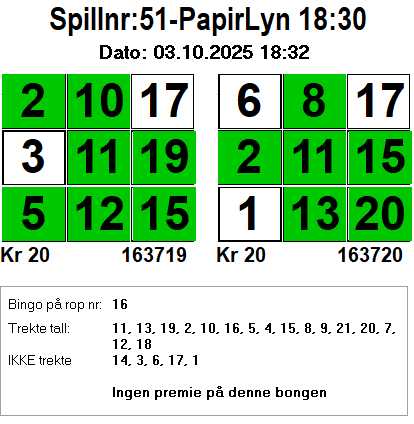 Spillnr:51-PapirLyn 18:30
Dato: 03.10.2025 18:32
2 10 17 6 8 17
3 11 19 2 11 15
5 12 15 1 13 20
Kr 20 163719 Kr 20 163720
Bingo på rop nr: 16
Trekte tall: 11, 13, 19, 2, 10, 16, 5, 4, 15, 8, 9, 21, 20, 7,
12, 18
IKKE trekte 14, 3, 6, 17, 1
Ingen premie på denne bongen